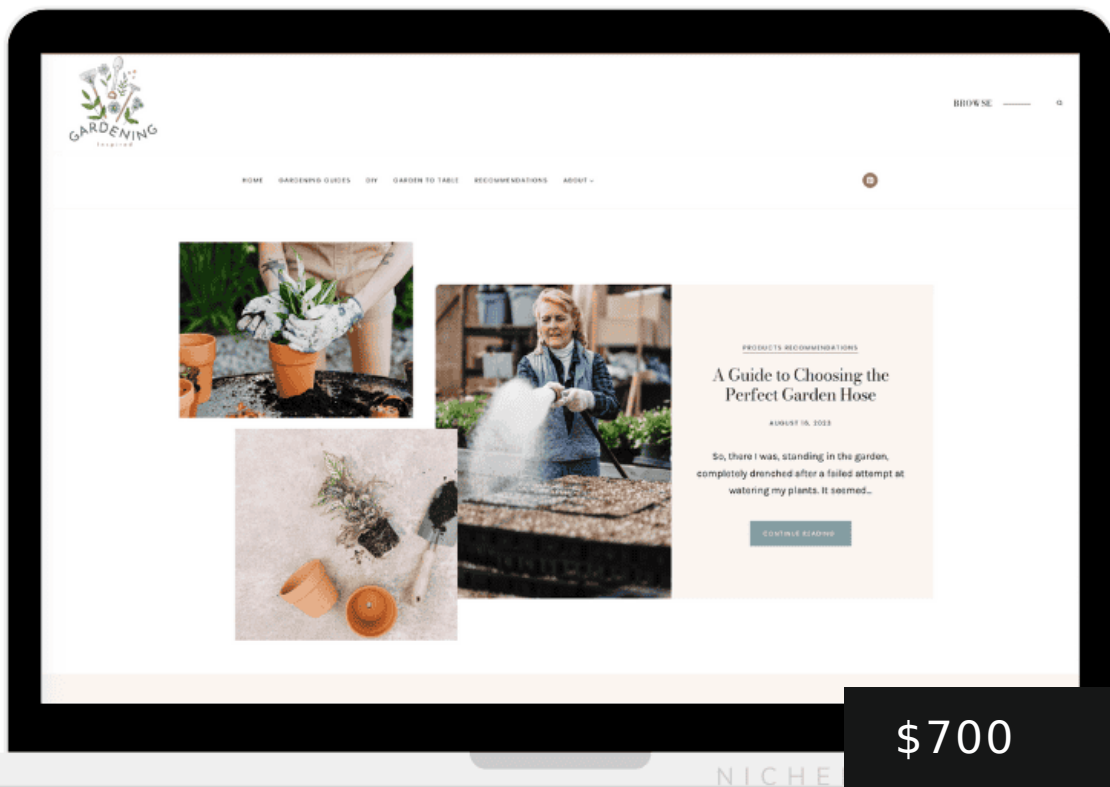 GARDENING
Inspired
BROWSE
HOME GARDENING GUIDES DIY GARDEN TO TABLE RECOMMENDATIONS ABOUT
PRODUCTS RECOMMENDATIONS
A Guide to Choosing the
Perfect Garden Hose
AUGUST 10, 2023
So, there I was, standing in the garden,
completely drenched after a failed attempt at
watering my plants. It seemed...
CONTINUE READING
$700
NICHE